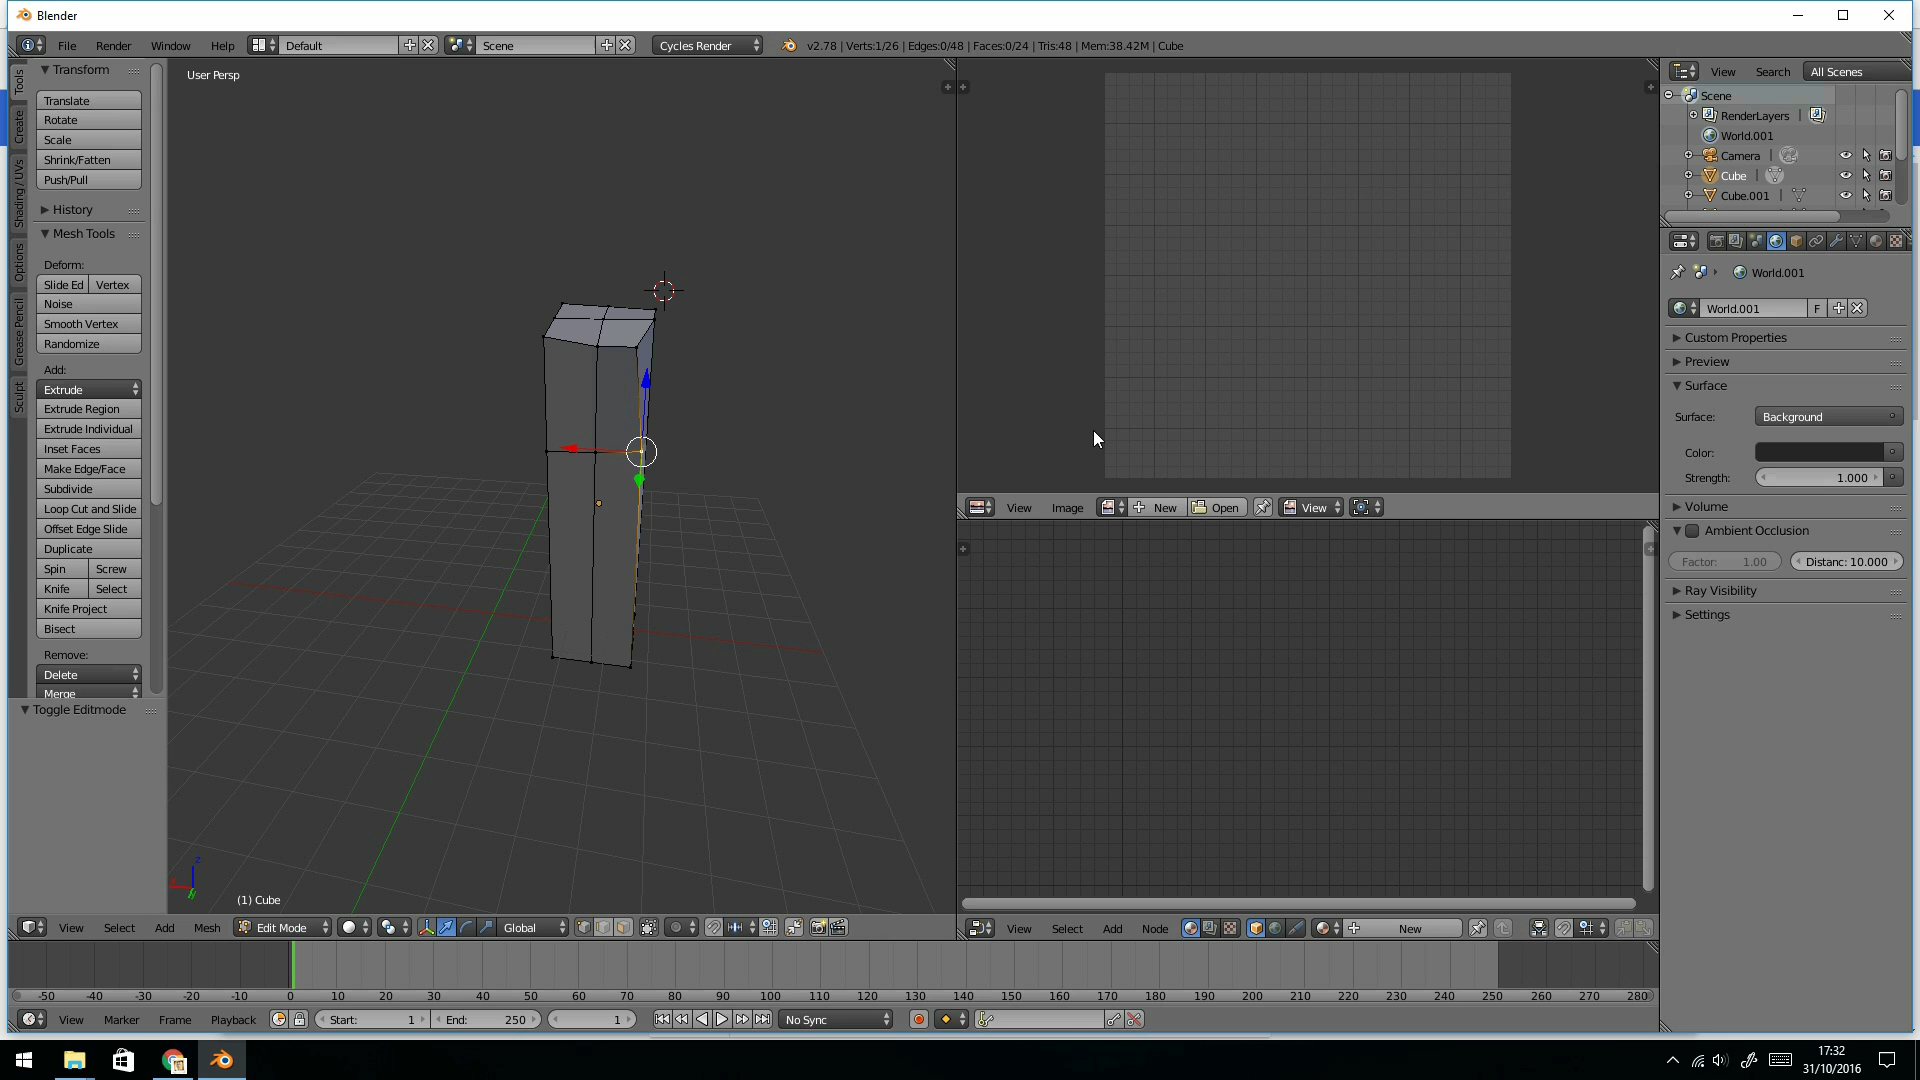 Blender
File Render Window Help Default Scene Cycles Render v2.78 | Verts:1/26 | Edges:0/48 | Faces:0/24 | Tris:48 | Mem:38.42M | Cube
Tools
Create
Shading / UVs
Options
Grease Pencil
Sculpt
Transform
Translate
Rotate
Scale
Shrink/Fatten
Push/Pull
History
Mesh Tools
Deform:
Slide Ed Vertex
Noise
Smooth Vertex
Randomize
Add:
Extrude
Extrude Region
Extrude Individual
Inset Faces
Make Edge/Face
Subdivide
Loop Cut and Slide
Offset Edge Slide
Duplicate
Spin Screw
Knife Select
Knife Project
Bisect
Remove:
Delete
Merge
Toggle Editmode
User Persp
z
(1) Cube
View Select Add Mesh Edit Mode Global
View Image New Open View
View Select Add Node New
View Search All Scenes
Scene
RenderLayers |
World.001
Camera |
Cube |
Cube.001 |
World.001
World.001 F
Custom Properties
Preview
Surface
Surface: Background
Color:
Strength: 1.000
Volume
Ambient Occlusion
Factor: 1.00 Distanc: 10.000
Ray Visibility
Settings
-50 -40 -30 -20 -10 0 10 20 30 40 50 60 70 80 90 100 110 120 130 140 150 160 170 180 190 200 210 220 230 240 250 260 270 280
View Marker Frame Playback Start: 1 End: 250 1 No Sync
17:32
31/10/2016